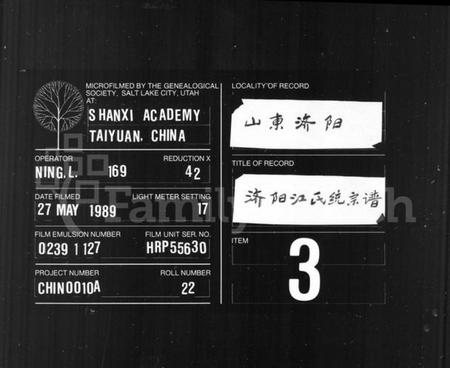 MICROFILMED BY THE GENEALOGICAL
SOCIETY, SALT LAKE CITY, UTAH
AT:
SHANXI ACADEMY
TAIYUAN, CHINA
OPERATOR
REDUCTION X
NING, L. 169
42
DATE FILMED
LIGHT METER SETTING
27 MAY 1989
17
FILM EMULSION NUMBER
FILM UNIT SER. NO.
0239 1 127
HRP55630
PROJECT NUMBER
ROLL NUMBER
CHIN0010A
22
LOCALITY OF RECORD
山東济阳
TITLE OF RECORD
济阳江氏统宗谱
ITEM
3
FamilySearch